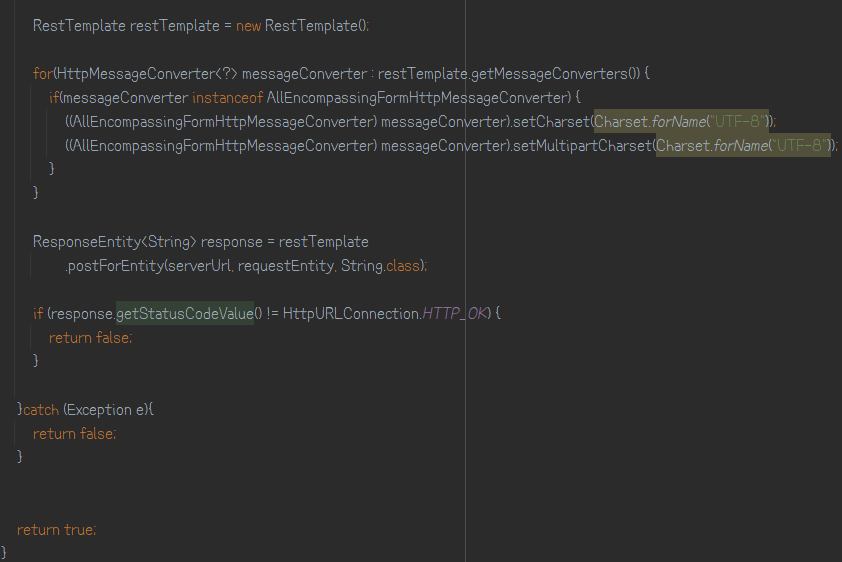 RestTemplate restTemplate = new RestTemplate();
for(HttpMessageConverter<?> messageConverter : restTemplate.getMessageConverters()) {
if(messageConverter instanceof AllEncompassingFormHttpMessageConverter) {
((AllEncompassingFormHttpMessageConverter) messageConverter).setCharset(Charset.forName("UTF-8"));
((AllEncompassingFormHttpMessageConverter) messageConverter).setMultipartCharset(Charset.forName("UTF-8"));
}
}
ResponseEntity<String> response = restTemplate
.postForEntity(serverUrl, requestEntity, String.class);
if (response.getStatusCodeValue() != HttpURLConnection.HTTP_OK) {
return false;
}
}catch (Exception e){
return false;
}
return true;
}